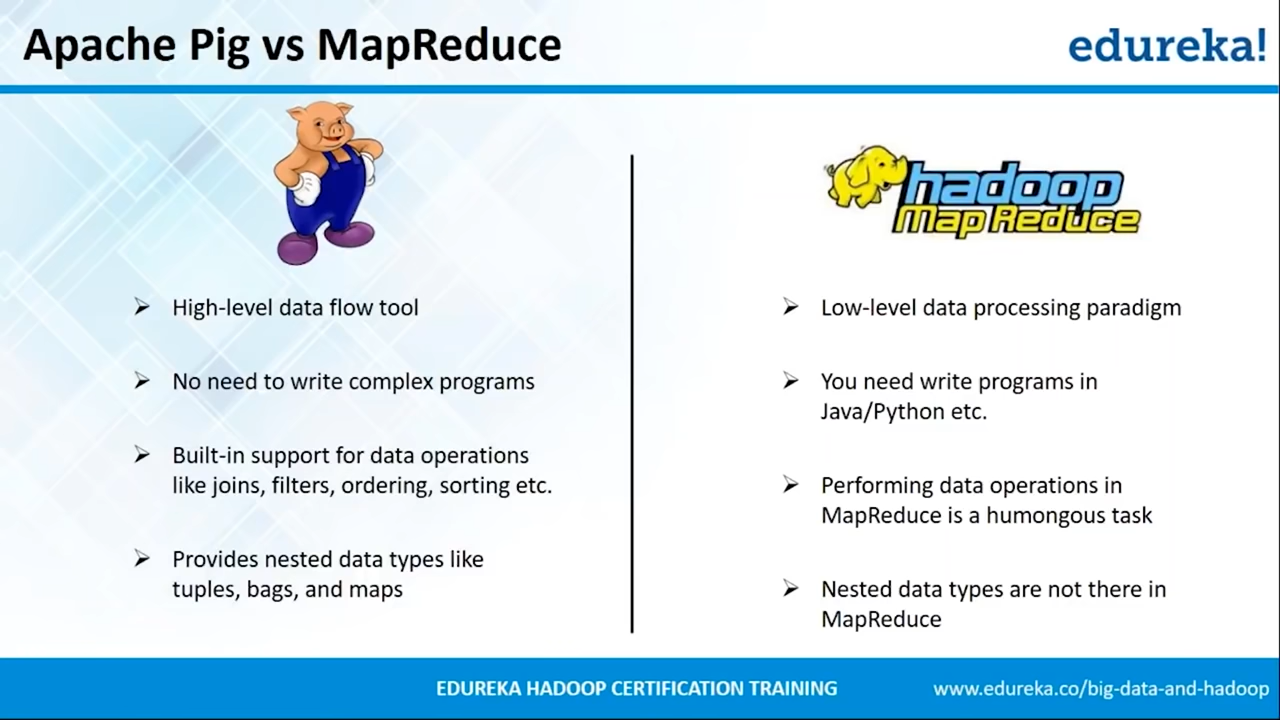 Apache Pig vs MapReduce
edureka!
hadoop
Map Reduce
➢ High-level data flow tool
➢ No need to write complex programs
➢ Built-in support for data operations
like joins, filters, ordering, sorting etc.
➢ Provides nested data types like
tuples, bags, and maps
➢ Low-level data processing paradigm
➢ You need write programs in
Java/Python etc.
➢ Performing data operations in
MapReduce is a humongous task
➢ Nested data types are not there in
MapReduce
EDUREKA HADOOP CERTIFICATION TRAINING
www.edureka.co/big-data-and-hadoop